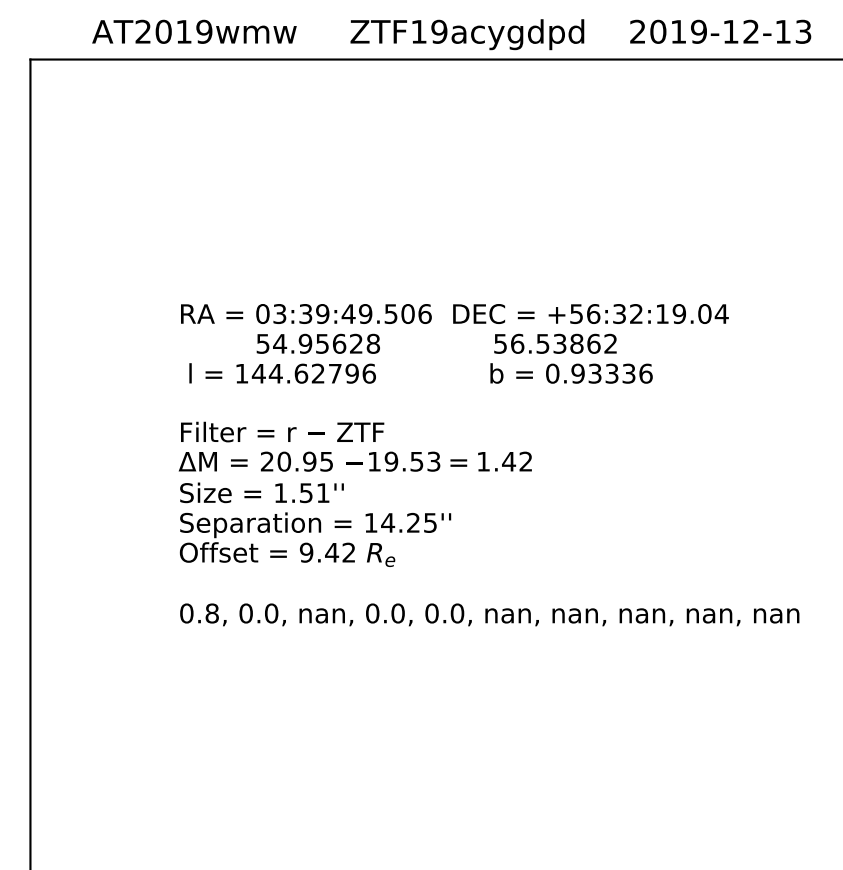 AT2019wmw ZTF19acygdpd 2019-12-13
RA = 03:39:49.506 DEC = +56:32:19.04
54.95628 56.53862
l = 144.62796 b = 0.93336
Filter = r − ZTF
ΔM = 20.95 −19.53 = 1.42
Size = 1.51''
Separation = 14.25''
Offset = 9.42 Rₑ
0.8, 0.0, nan, 0.0, 0.0, nan, nan, nan, nan, nan